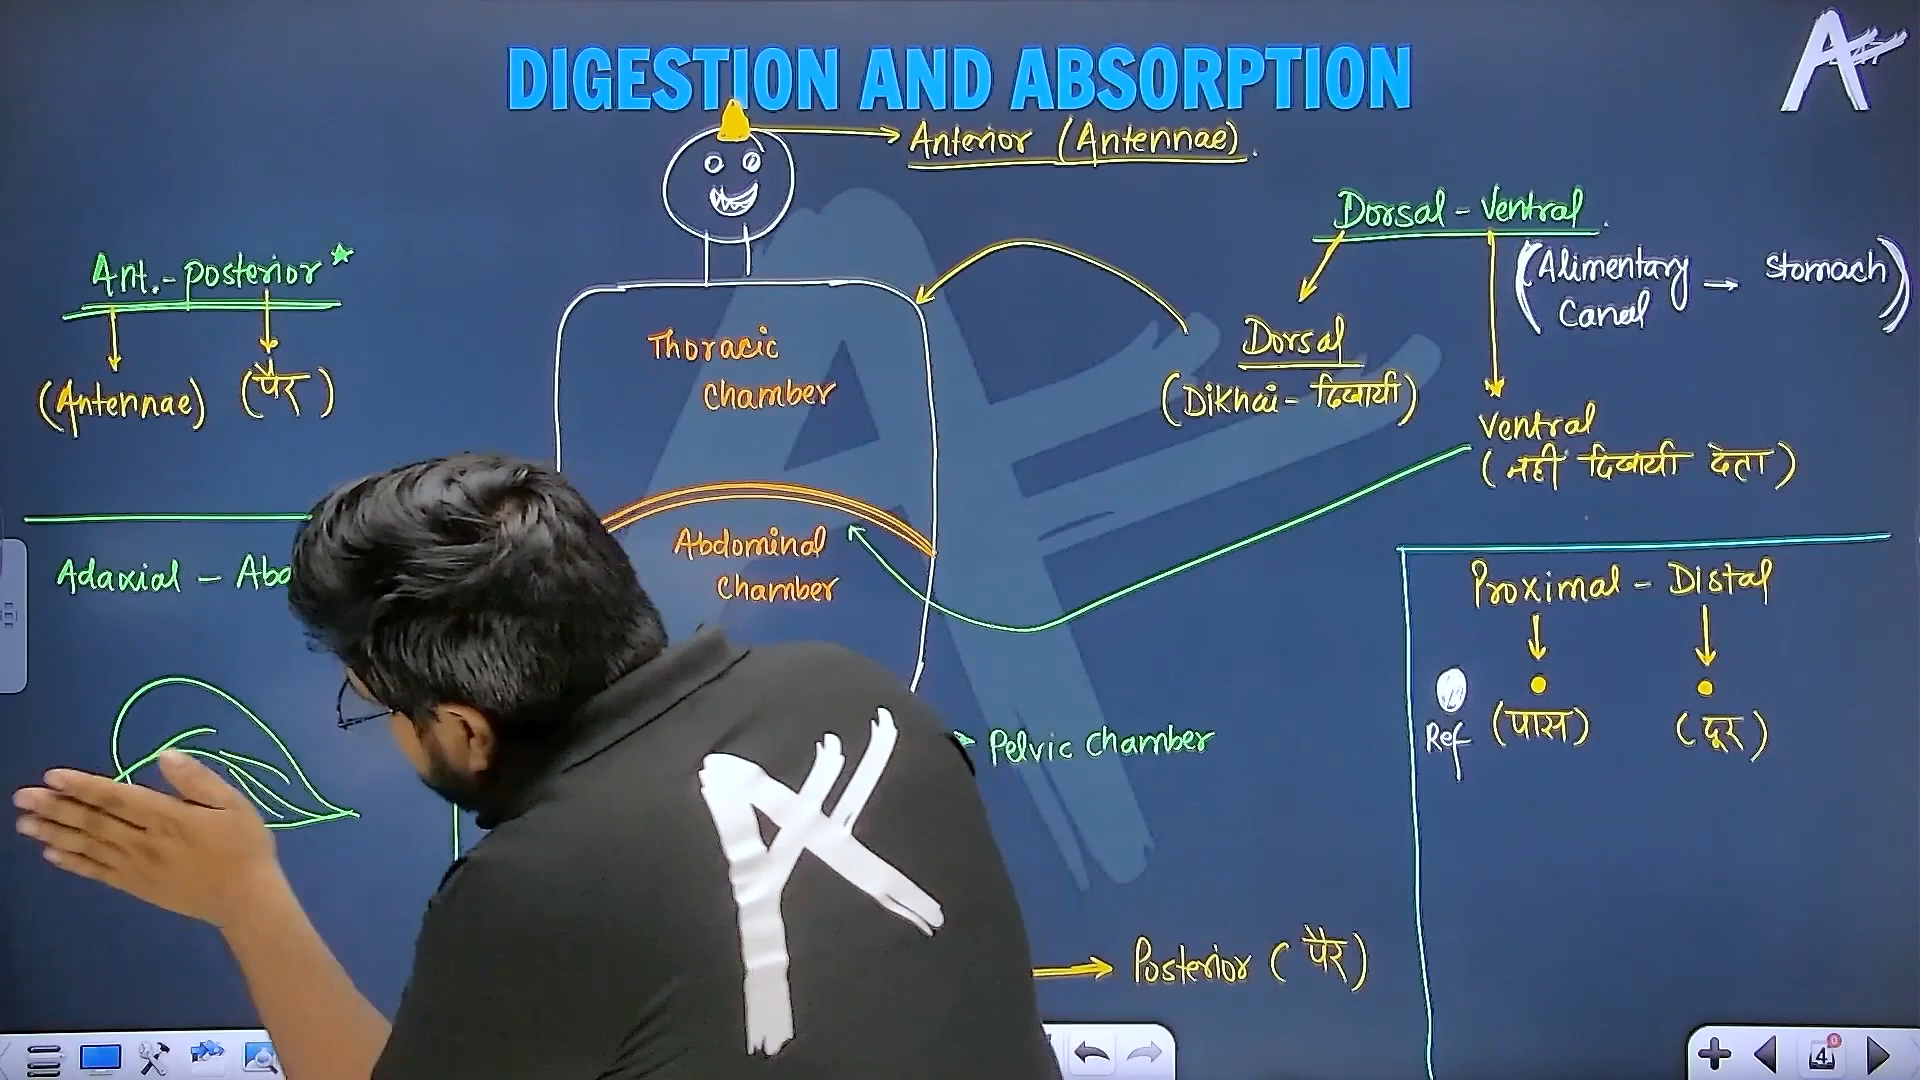 DIGESTION AND ABSORPTION
Anterior (Antennae).
Dorsal - Ventral
(Alimentary Canal → Stomach)
Ant.-posterior*
(Antennae) (पैर)
Thoracic
Chamber
Dorsal
(Dikhai - दिखायी)
Ventral
(नहीं दिखायी देता)
Abdominal
Chamber
Adaxial -
Proximal - Distal
Ref (पास) (दूर)
Pelvic Chamber
Posterior (पैर)
4